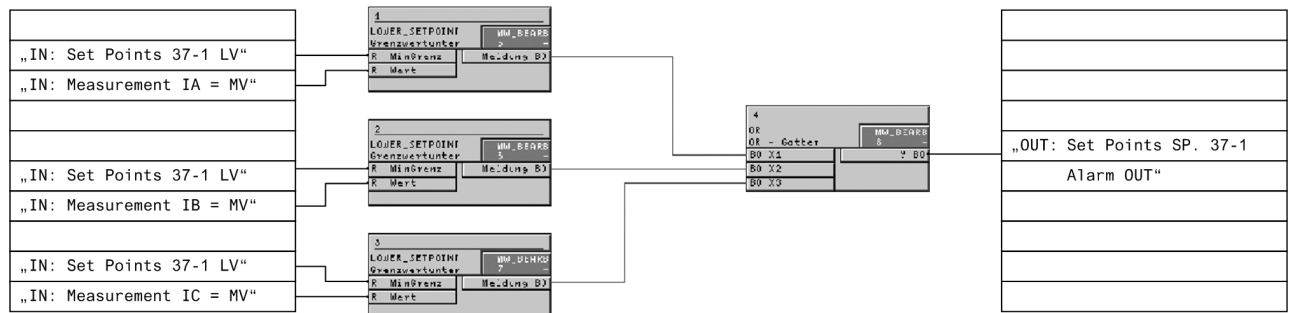 „IN: Set Points 37-1 LV“
„IN: Measurement IA = MV“
„IN: Set Points 37-1 LV“
„IN: Measurement IB = MV“
„IN: Set Points 37-1 LV“
„IN: Measurement IC = MV“
1
LOWER_SETPOINT
Grenzwertunter
MW_BEARB
5 -
R MinGrenz
Meldung BO
R Wert
2
LOWER_SETPOINT
Grenzwertunter
MW_BEARB
-
R MinGrenz
Meldung BO
R Wert
3
LOWER_SETPOINT
Grenzwertunter
MW_BEARB
7 -
R MinGrenz
Meldung BO
R Wert
4
OR
OR - Gatter
MW_BEARB
8 -
BO X1
Y BO
BO X2
BO X3
„OUT: Set Points SP. 37-1
Alarm OUT“